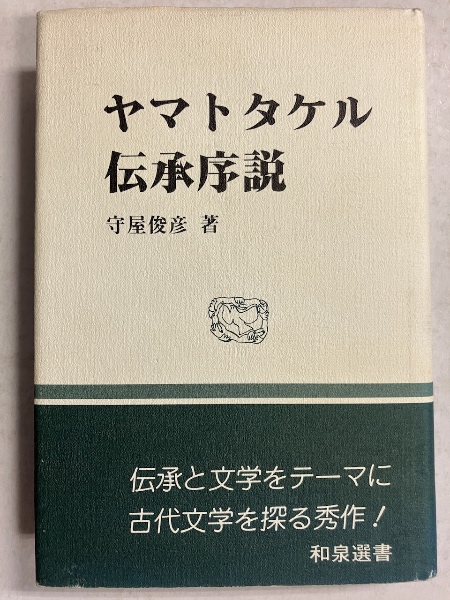 ヤマトタケル
伝承序説
守屋俊彦 著
伝承と文学をテーマに
古代文学を探る秀作!
和泉選書